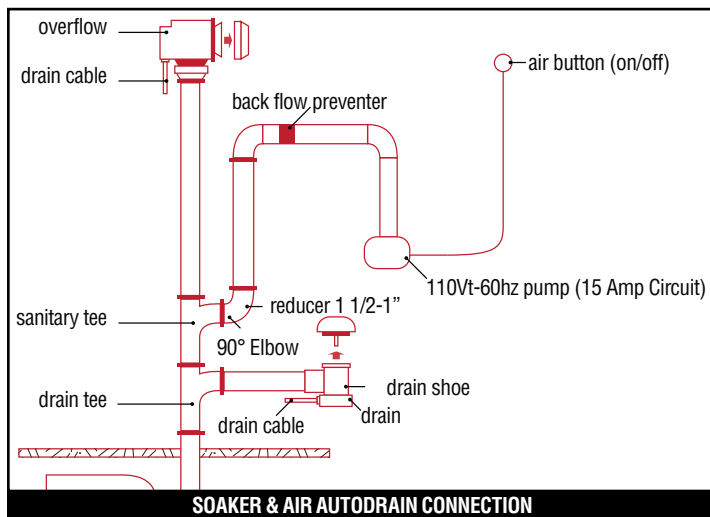 overflow
drain cable
air button (on/off)
back flow preventer
110Vt-60hz pump (15 Amp Circuit)
reducer 1 1/2-1”
sanitary tee
90° Elbow
drain shoe
drain tee
drain cable
drain
SOAKER & AIR AUTODRAIN CONNECTION